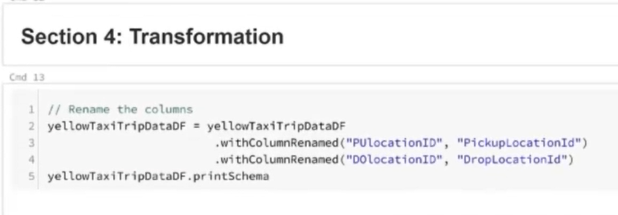 Section 4: Transformation
Cmd 13
1 // Rename the columns
2 yellowTaxiTripDataDF = yellowTaxiTripDataDF
3 .withColumnRenamed("PUlocationID", "PickupLocationId")
4 .withColumnRenamed("DOlocationID", "DropLocationId")
5 yellowTaxiTripDataDF.printSchema